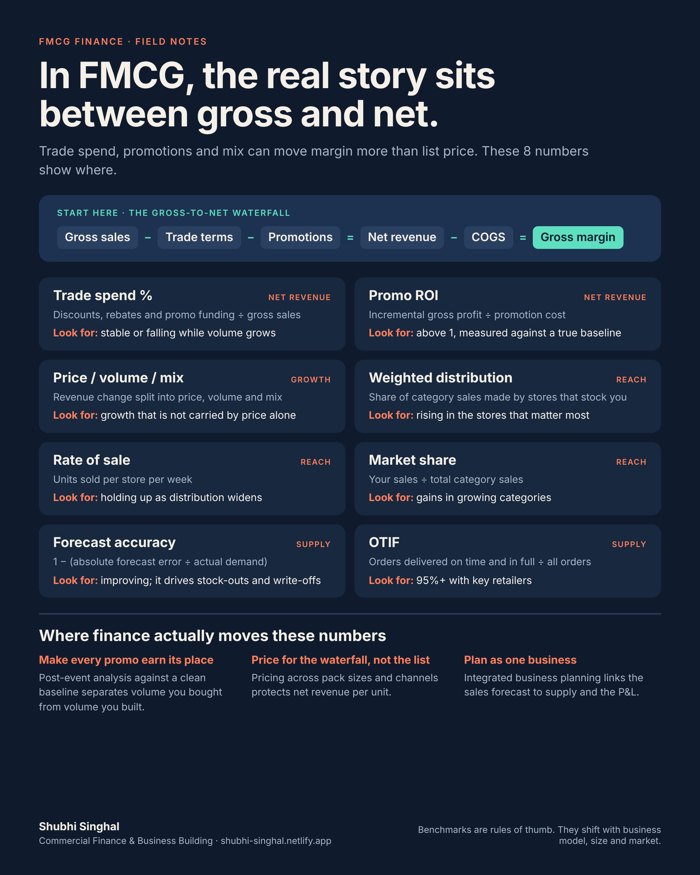 FMCG FINANCE · FIELD NOTES
In FMCG, the real story sits
between gross and net.
Trade spend, promotions and mix can move margin more than list price. These 8 numbers
show where.
START HERE · THE GROSS-TO-NET WATERFALL
Gross sales − Trade terms − Promotions = Net revenue − COGS = Gross margin
Trade spend % NET REVENUE
Discounts, rebates and promo funding ÷ gross sales
Look for: stable or falling while volume grows
Promo ROI NET REVENUE
Incremental gross profit ÷ promotion cost
Look for: above 1, measured against a true baseline
Price / volume / mix GROWTH
Revenue change split into price, volume and mix
Look for: growth that is not carried by price alone
Weighted distribution REACH
Share of category sales made by stores that stock you
Look for: rising in the stores that matter most
Rate of sale REACH
Units sold per store per week
Look for: holding up as distribution widens
Market share REACH
Your sales ÷ total category sales
Look for: gains in growing categories
Forecast accuracy SUPPLY
1 − (absolute forecast error ÷ actual demand)
Look for: improving; it drives stock-outs and write-offs
OTIF SUPPLY
Orders delivered on time and in full ÷ all orders
Look for: 95%+ with key retailers
Where finance actually moves these numbers
Make every promo earn its place
Post-event analysis against a clean
baseline separates volume you bought
from volume you built.
Price for the waterfall, not the list
Pricing across pack sizes and channels
protects net revenue per unit.
Plan as one business
Integrated business planning links the
sales forecast to supply and the P&L.
Shubhi Singhal
Commercial Finance & Business Building · shubhi-singhal.netlify.app
Benchmarks are rules of thumb. They shift with business
model, size and market.